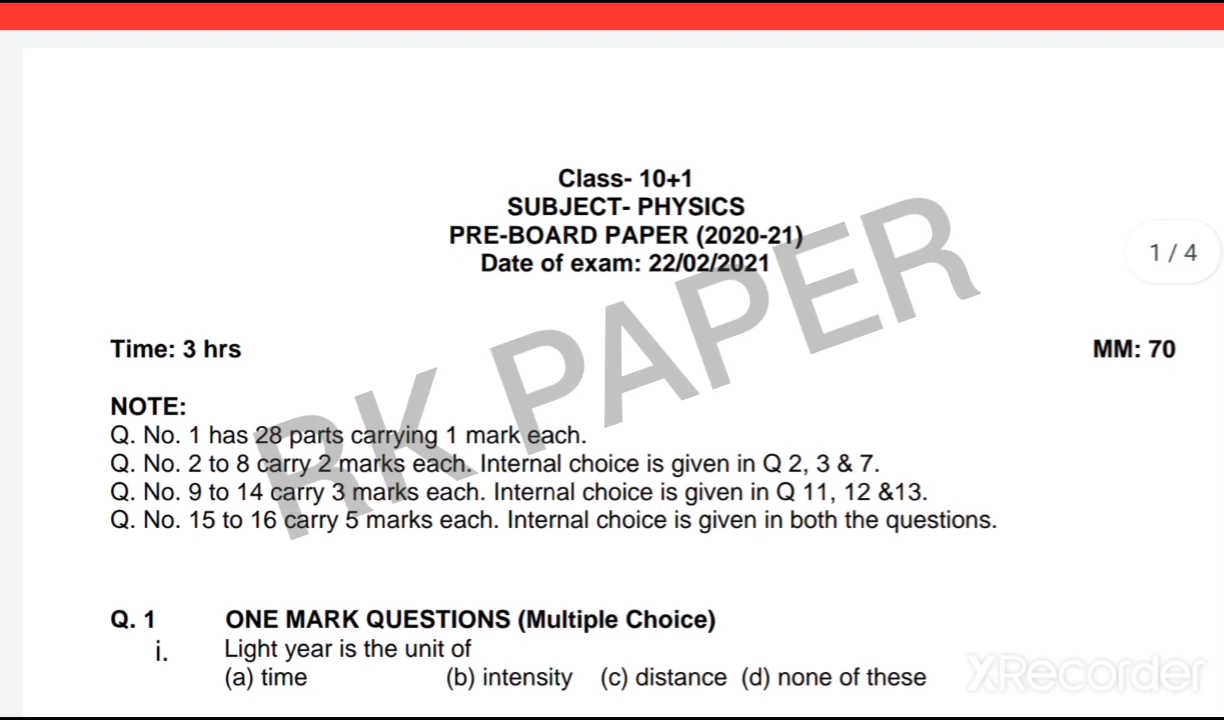 Class- 10+1
SUBJECT- PHYSICS
PRE-BOARD PAPER (2020-21)
Date of exam: 22/02/2021
1 / 4
Time: 3 hrs MM: 70
RK PAPER
NOTE:
Q. No. 1 has 28 parts carrying 1 mark each.
Q. No. 2 to 8 carry 2 marks each. Internal choice is given in Q 2, 3 & 7.
Q. No. 9 to 14 carry 3 marks each. Internal choice is given in Q 11, 12 &13.
Q. No. 15 to 16 carry 5 marks each. Internal choice is given in both the questions.
Q. 1 ONE MARK QUESTIONS (Multiple Choice)
i. Light year is the unit of
(a) time (b) intensity (c) distance (d) none of these
XRecorder